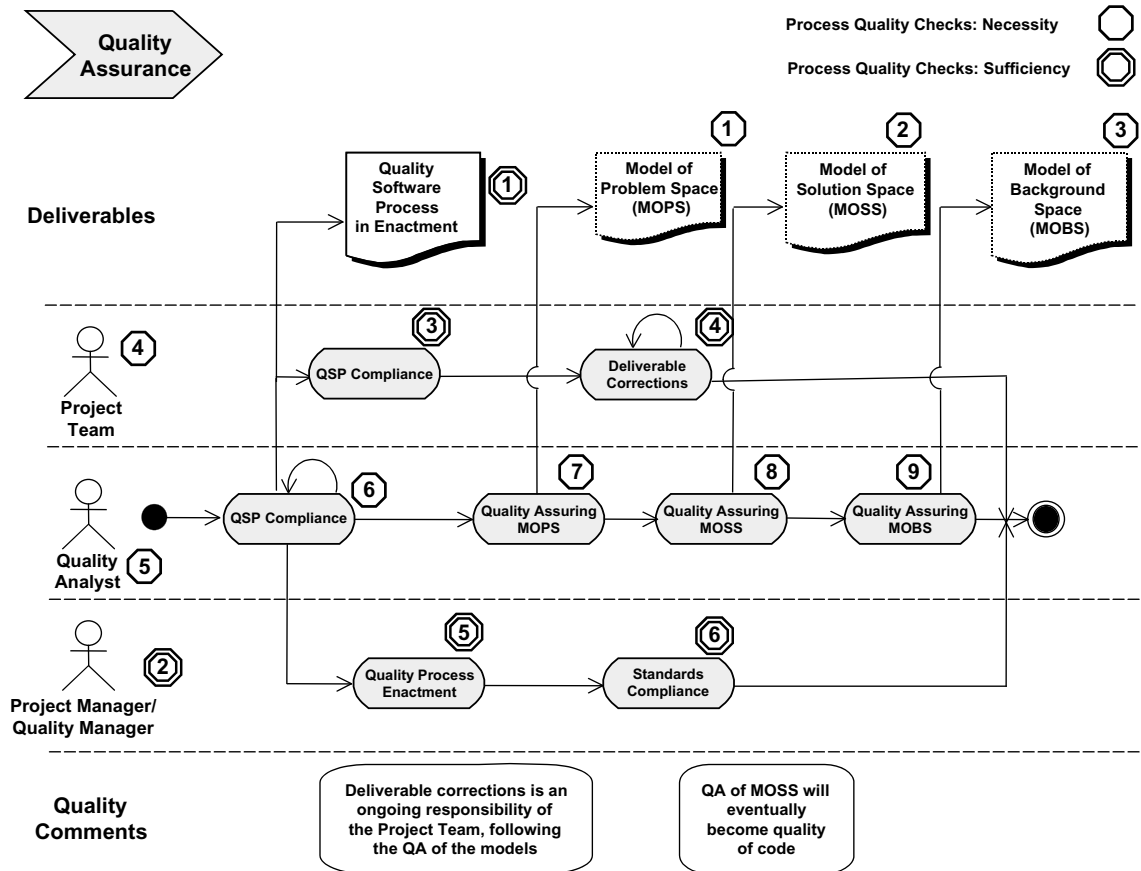 Quality
Assurance
Process Quality Checks: Necessity
Process Quality Checks: Sufficiency
1
2
3
Deliverables
Quality
Software
Process
in Enactment
1
Model of
Problem Space
(MOPS)
Model of
Solution Space
(MOSS)
Model of
Background
Space
(MOBS)
4
Project
Team
3
QSP Compliance
4
Deliverable
Corrections
Quality
Analyst
5
6
QSP Compliance
7
Quality Assuring
MOPS
8
Quality Assuring
MOSS
9
Quality Assuring
MOBS
2
Project Manager/
Quality Manager
5
Quality Process
Enactment
6
Standards
Compliance
Quality
Comments
Deliverable corrections is an
ongoing responsibility of
the Project Team, following
the QA of the models
QA of MOSS will
eventually
become quality
of code